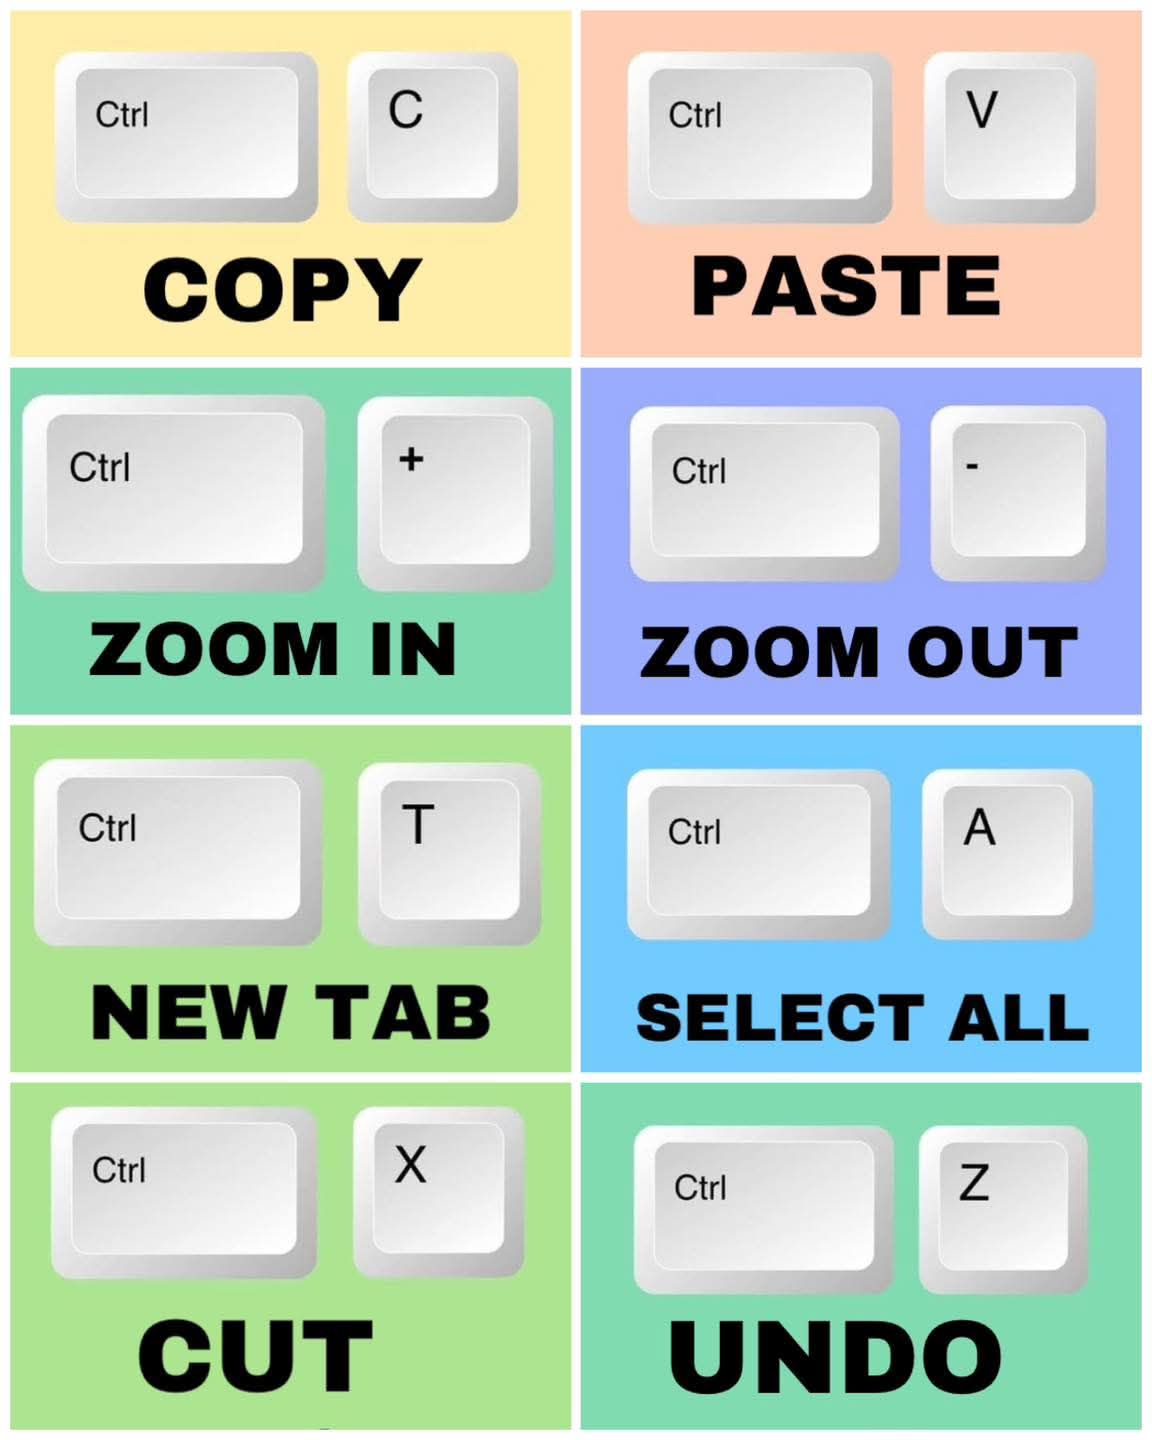 Ctrl C
COPY
Ctrl V
PASTE
Ctrl +
ZOOM IN
Ctrl -
ZOOM OUT
Ctrl T
NEW TAB
Ctrl A
SELECT ALL
Ctrl X
CUT
Ctrl Z
UNDO